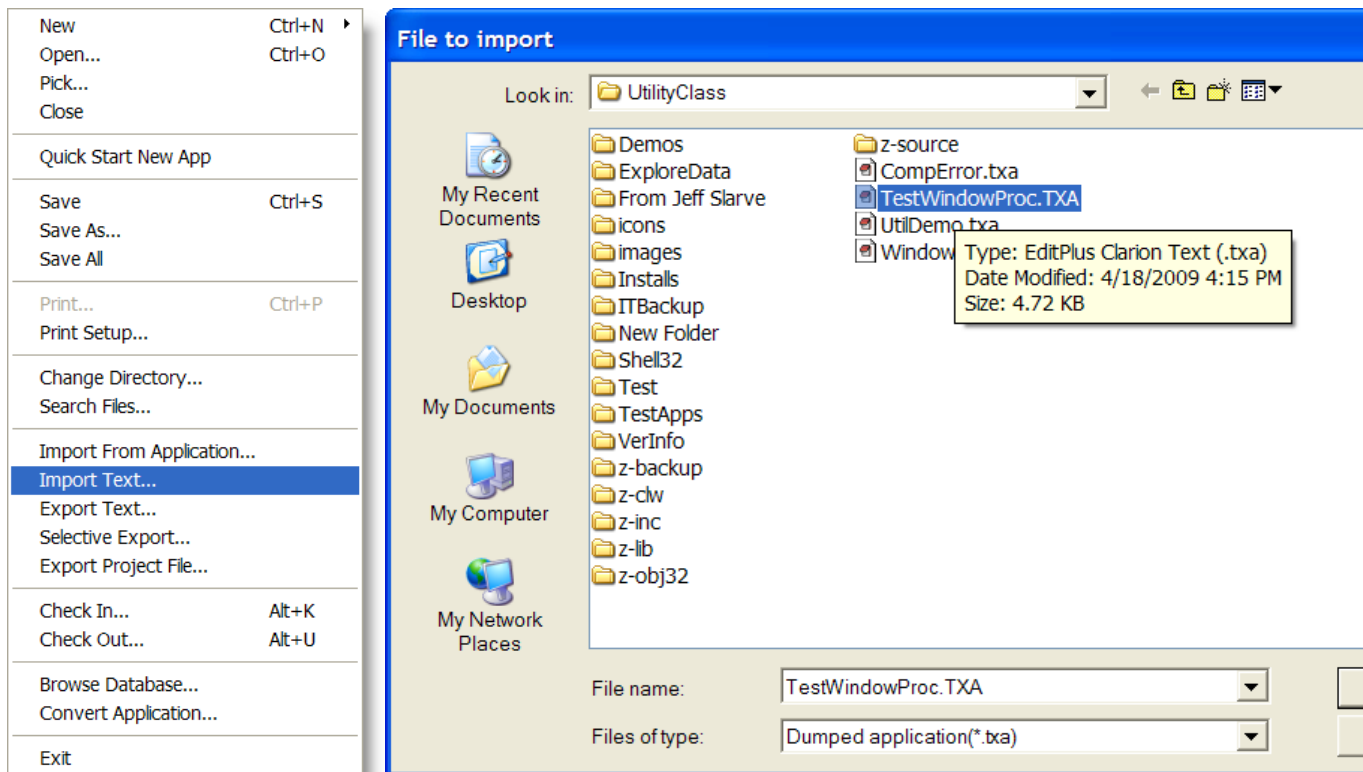 New Ctrl+N
Open... Ctrl+O
Pick...
Close
Quick Start New App
Save Ctrl+S
Save As...
Save All
Print... Ctrl+P
Print Setup...
Change Directory...
Search Files...
Import From Application...
Import Text...
Export Text...
Selective Export...
Export Project File...
Check In... Alt+K
Check Out... Alt+U
Browse Database...
Convert Application...
Exit
File to import
Look in: UtilityClass
My Recent
Documents
Desktop
My Documents
My Computer
My Network
Places
Demos
ExploreData
From Jeff Slarve
icons
images
Installs
ITBackup
New Folder
Shell32
Test
TestApps
VerInfo
z-backup
z-clw
z-inc
z-lib
z-obj32
z-source
CompError.txa
TestWindowProc.TXA
UtilDemo.txa
Window
Type: EditPlus Clarion Text (.txa)
Date Modified: 4/18/2009 4:15 PM
Size: 4.72 KB
File name: TestWindowProc.TXA
Files of type: Dumped application(*.txa)